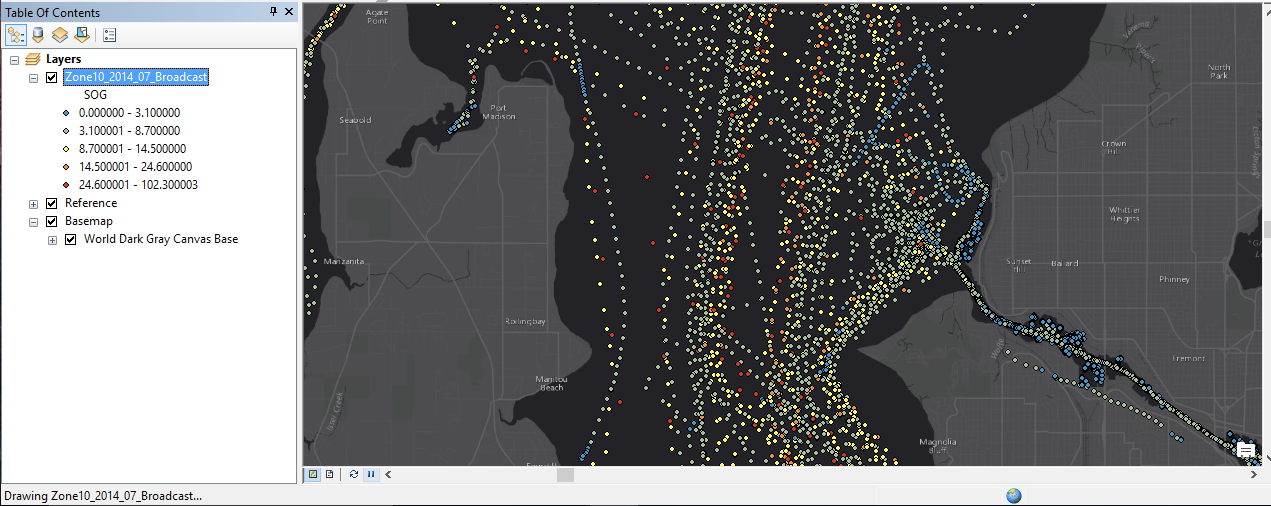 Table Of Contents
Layers
Zone10_2014_07_Broadcast
SOG
0.000000 - 3.100000
3.100001 - 8.700000
8.700001 - 14.500000
14.500001 - 24.600000
24.600001 - 102.300003
Reference
Basemap
World Dark Gray Canvas Base
Agate
Point
North
Park
Port
Madison
Seabold
Crown
Hill
Whittier
Heights
Manzanita
Sunset
Hill
Ballard
Phinney
Rollingbay
Fremont
Manitou
Beach
Magnolia
Bluff
Drawing Zone10_2014_07_Broadcast...